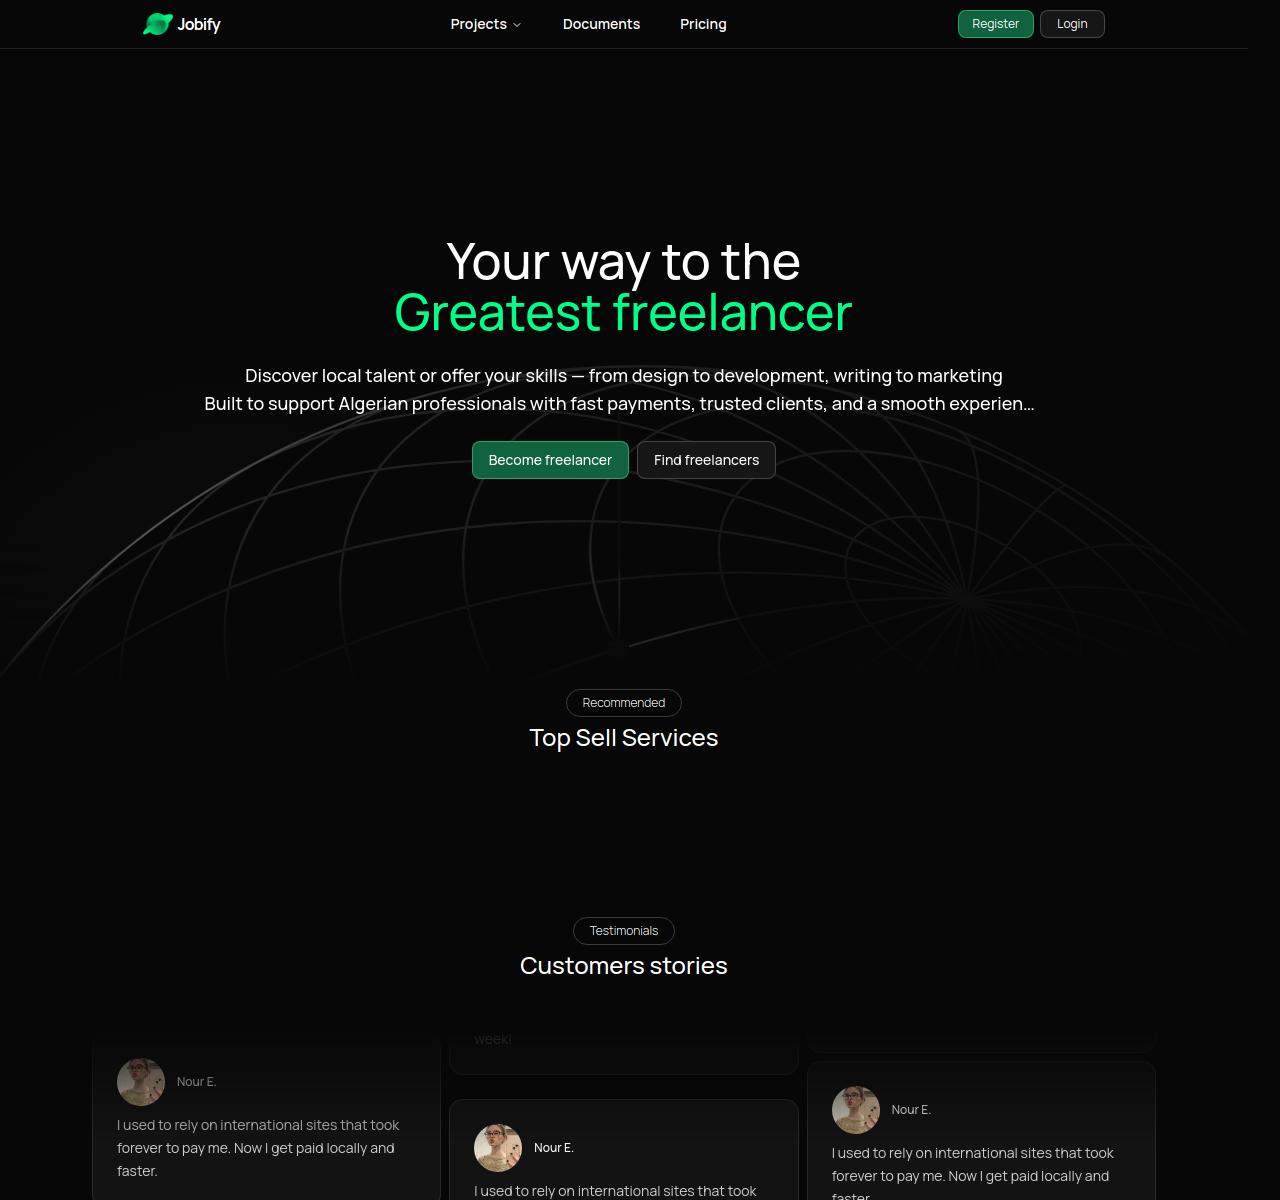 Jobify
Projects
Documents
Pricing
Register
Login
Your way to the
Greatest freelancer
Discover local talent or offer your skills — from design to development, writing to marketing
Built to support Algerian professionals with fast payments, trusted clients, and a smooth experien...
Become freelancer
Find freelancers
Recommended
Top Sell Services
Testimonials
Customers stories
Nour E.
I used to rely on international sites that took
forever to pay me. Now I get paid locally and
faster.
week!
Nour E.
I used to rely on international sites that took
Nour E.
I used to rely on international sites that took
forever to pay me. Now I get paid locally and
faster.